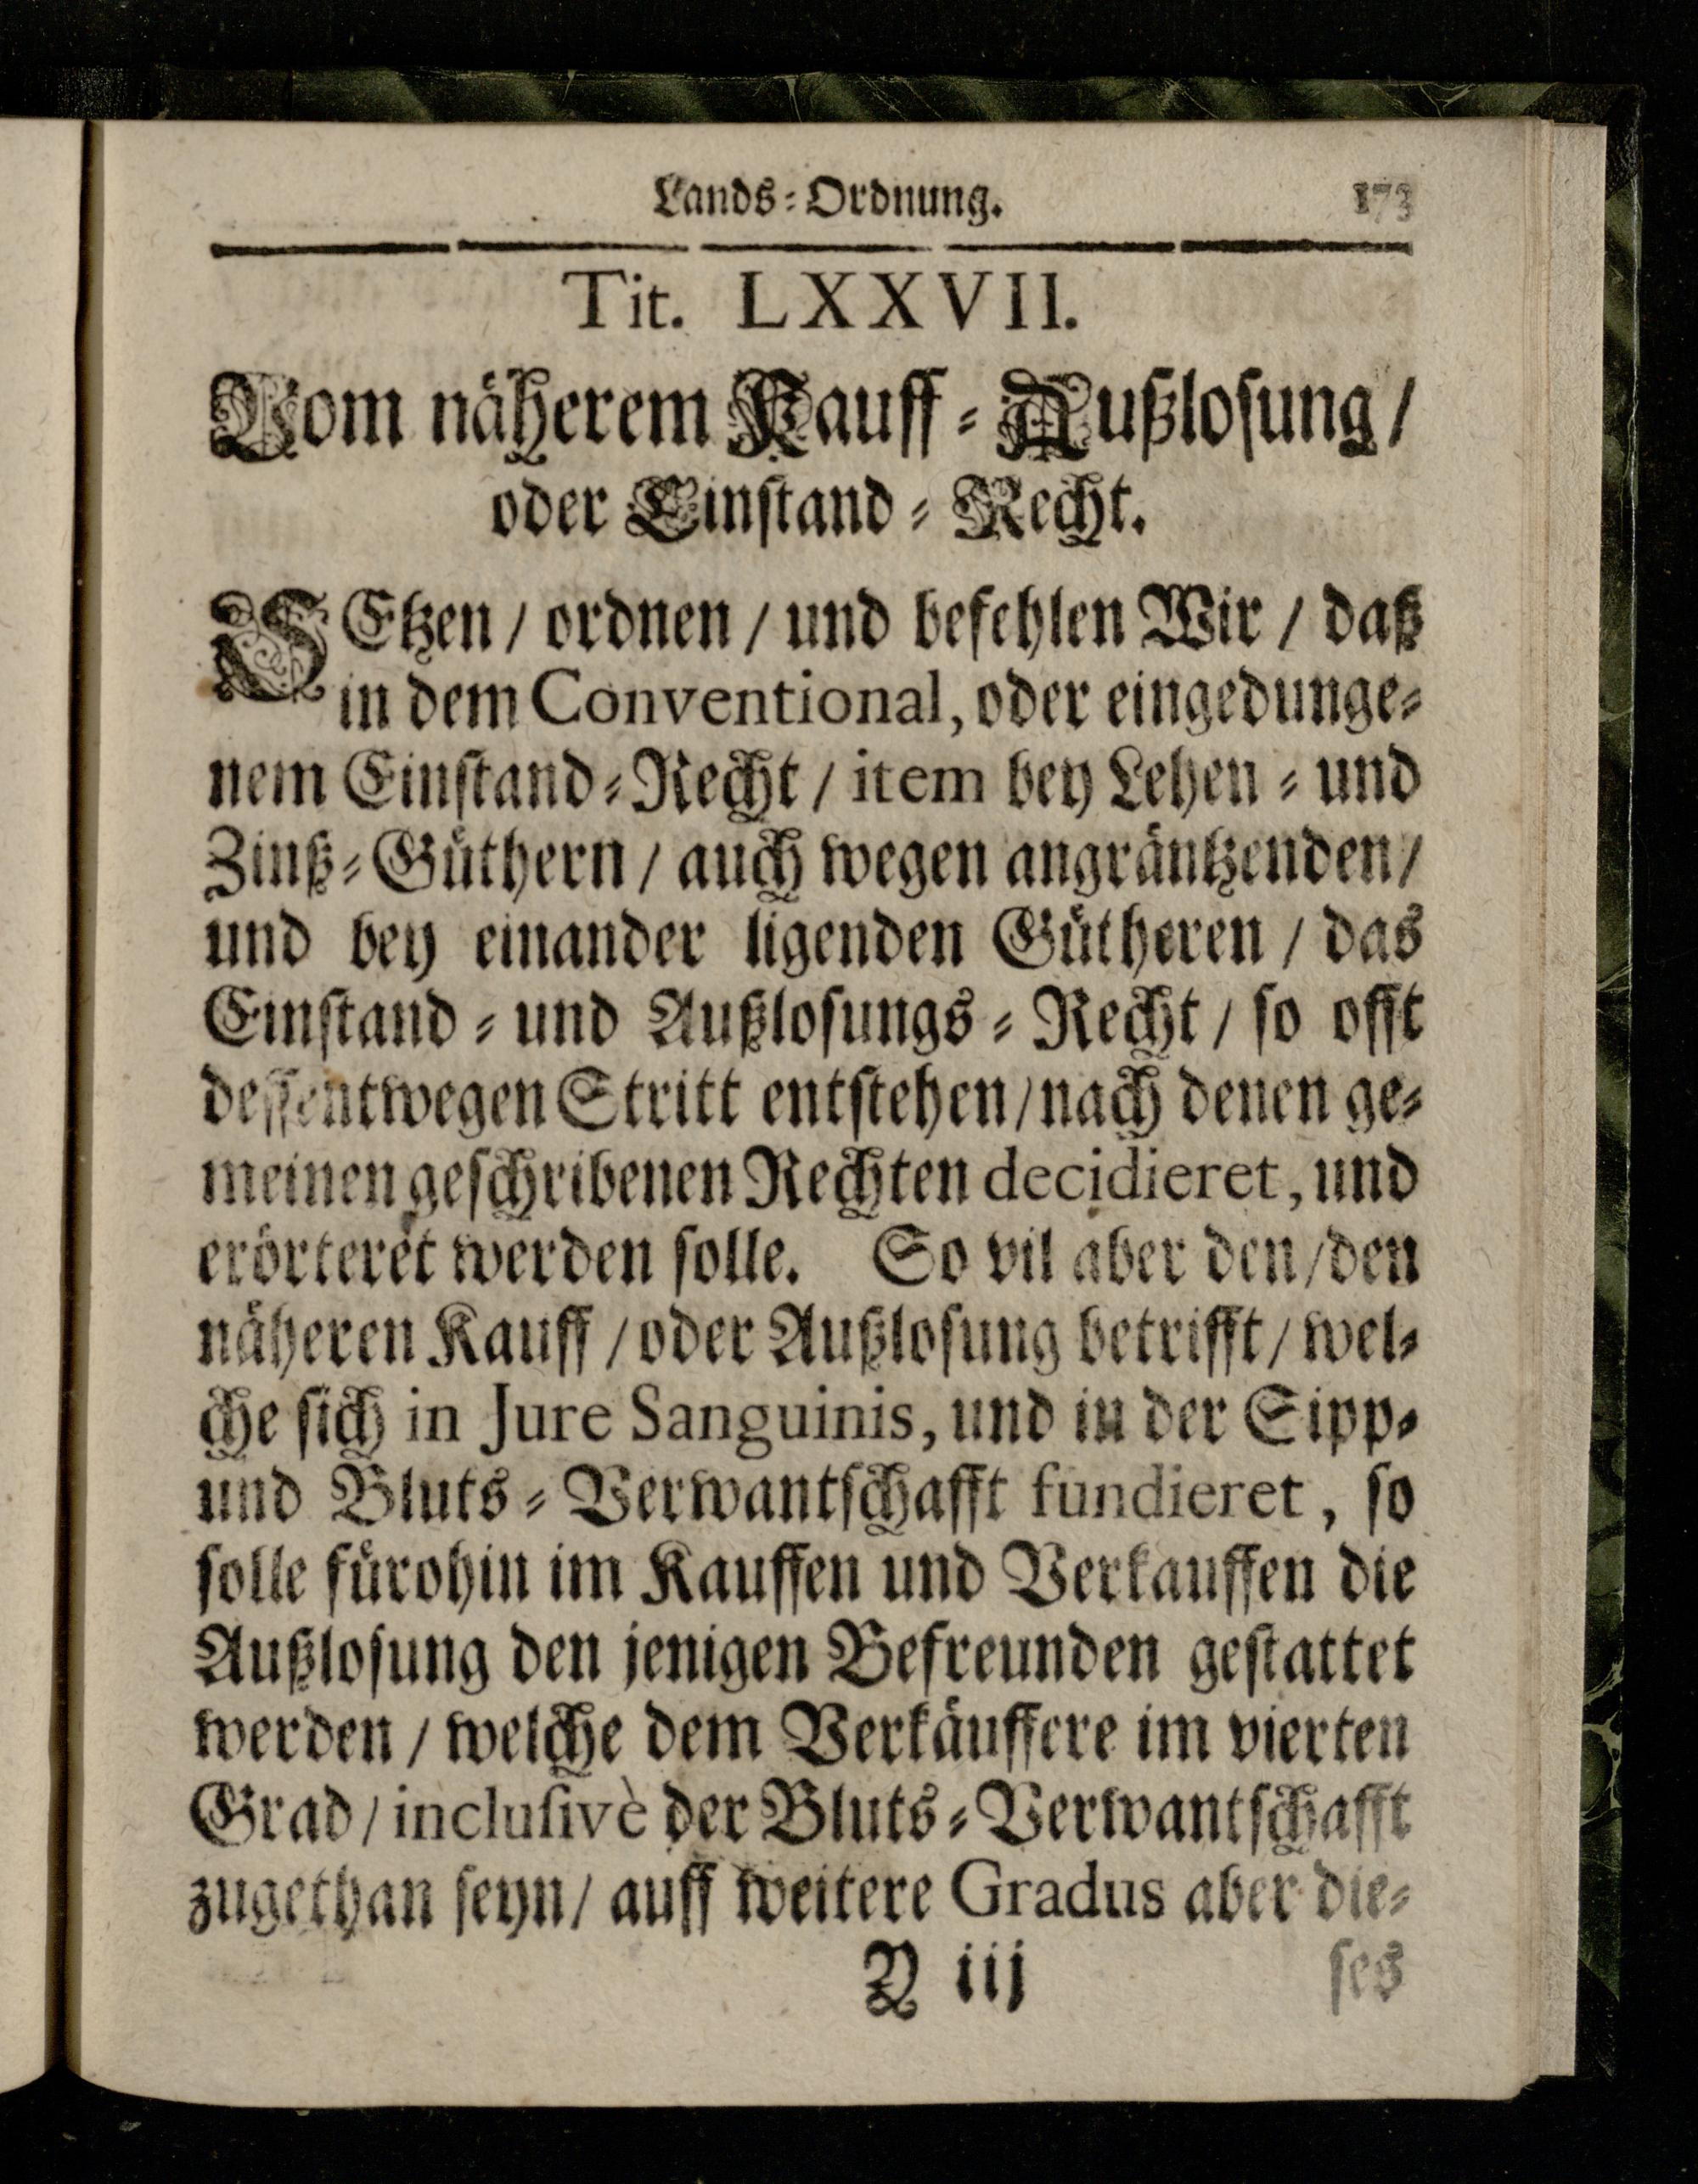 Lands-Ordnung. 173
Tit. LXXVII.
Vom näherem Kauff-Außlosung /
oder Einstand-Recht.
SEtzen / ordnen / und befehlen Wir / daß
in dem Conventional, oder eingedunge-
nem Einstand-Recht / item bey Lehen- und
Zinß-Güthern / auch wegen angräntzenden /
und bey einander ligenden Gütheren / das
Einstand- und Außlosungs-Recht / so offt
dessentwegen Stritt entstehen / nach denen ge-
meinen geschribenen Rechten decidieret, und
erörteret werden solle. So vil aber den / den
näheren Kauff / oder Außlosung betrifft / wel-
che sich in Jure Sanguinis, und in der Sipp-
und Bluts-Verwantschafft fundieret, so
solle fürohin im Kauffen und Verkauffen die
Außlosung den jenigen Befreunden gestattet
werden / welche dem Verkäuffere im vierten
Grad / inclusivè der Bluts-Verwantschafft
zugethan seyn / auff weitere Gradus aber die-
Y iij ses